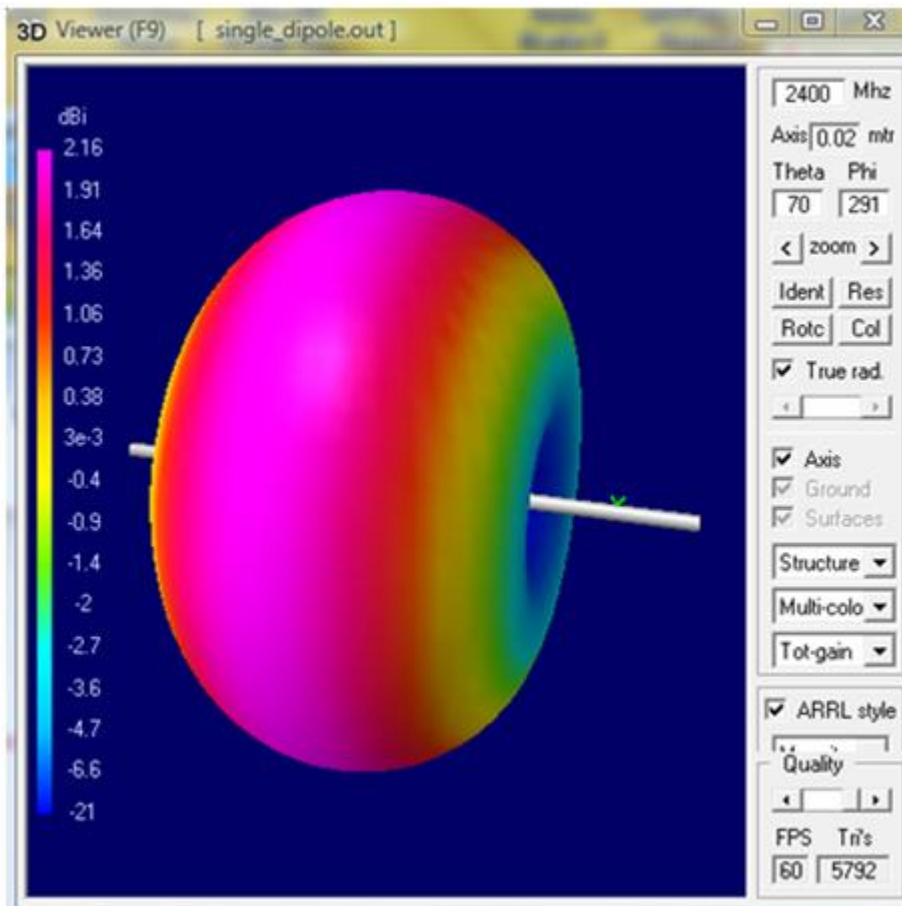 3D Viewer (F9) [ single_dipole.out ]
dBi
2.16
1.91
1.64
1.36
1.06
0.73
0.38
3e-3
-0.4
-0.9
-1.4
-2
-2.7
-3.6
-4.7
-6.6
-21
2400 Mhz
Axis 0.02 mtr
Theta Phi
70 291
< zoom >
Ident Res
Rotc Col
True rad.
Axis
Ground
Surfaces
Structure
Multi-colo
Tot-gain
ARRL style
Quality
FPS Tri's
60 5792